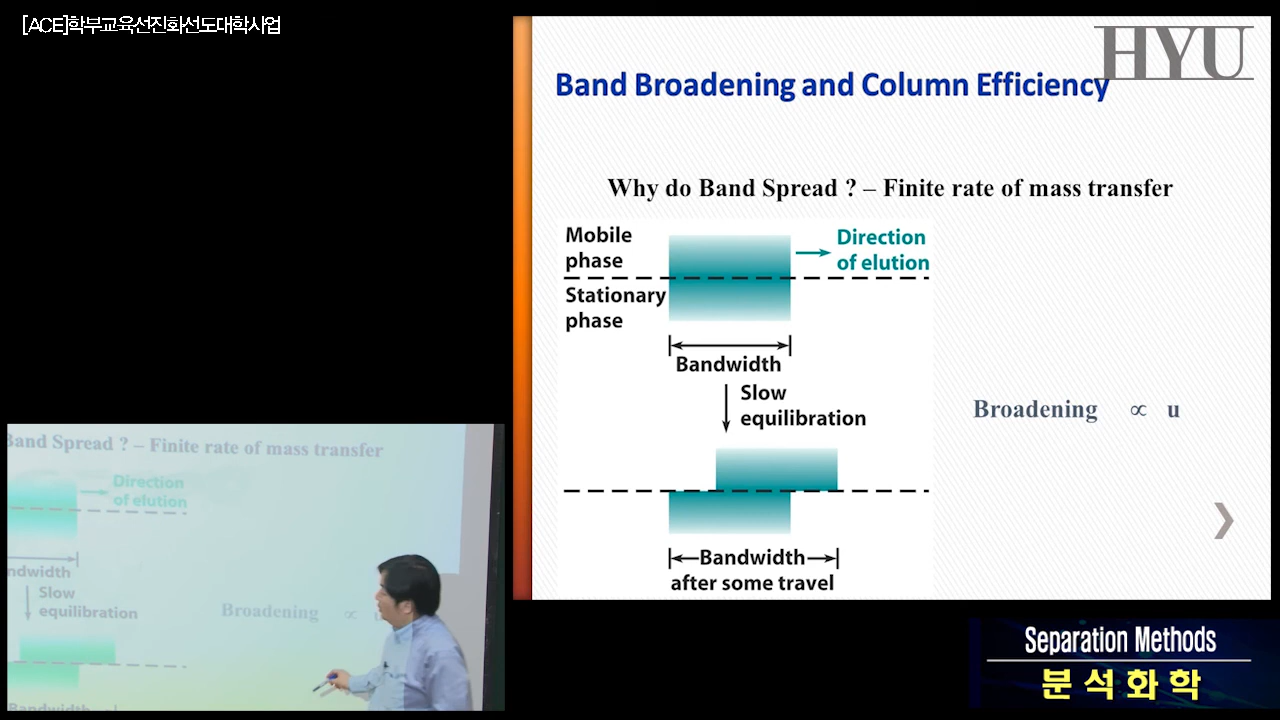 [ACE]학부교육선진화선도대학사업
HYU
Band Broadening and Column Efficiency
Why do Band Spread ? – Finite rate of mass transfer
Mobile
phase
Direction
of elution
Stationary
phase
Bandwidth
Slow
equilibration
Broadening ∝ u
Bandwidth
after some travel
Band Spread ? – Finite rate of mass transfer
Direction
of elution
ndwidth
Slow
equilibration
Broadening ∝
Bandwidth
Separation Methods
분석화학